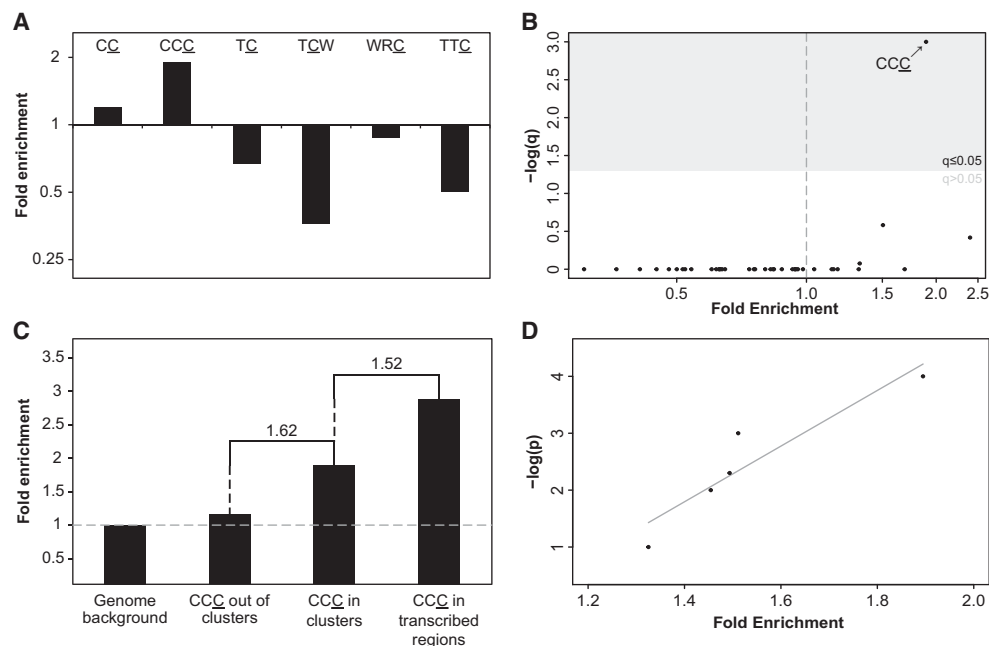 A
CC CCC TC TCW WRC TTC
2
1
0.5
0.25
Fold enrichment
B
3.0
2.5
2.0
1.5
1.0
0.5
0
−log(q)
CCC
q≤0.05
q>0.05
0.5 1.0 1.5 2.0 2.5
Fold Enrichment
C
3.5
3
2.5
2
1.5
1
0.5
Fold enrichment
1.62
1.52
Genome
background
CCC out of
clusters
CCC in
clusters
CCC in
transcribed
regions
D
4
3
2
1
−log(p)
1.2 1.4 1.6 1.8 2.0
Fold Enrichment